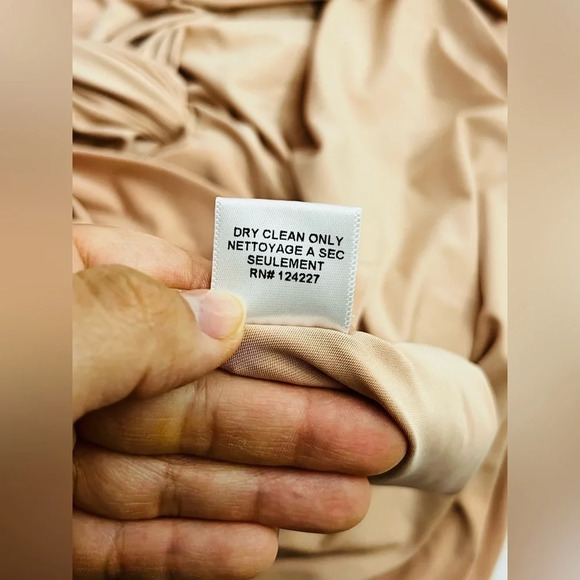 DRY CLEAN ONLY
NETTOYAGE A SEC
SEULEMENT
RN# 124227